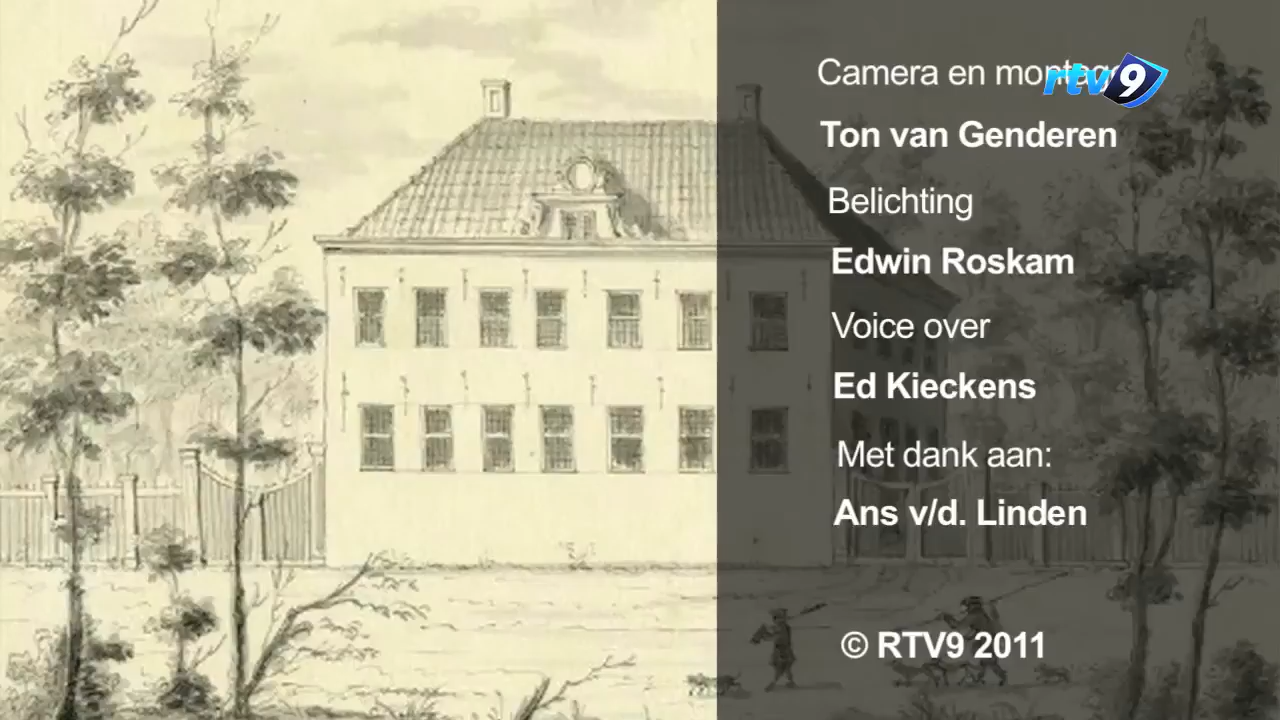 Camera en montage
rtv9
Ton van Genderen
Belichting
Edwin Roskam
Voice over
Ed Kieckens
Met dank aan:
Ans v/d. Linden
© RTV9 2011